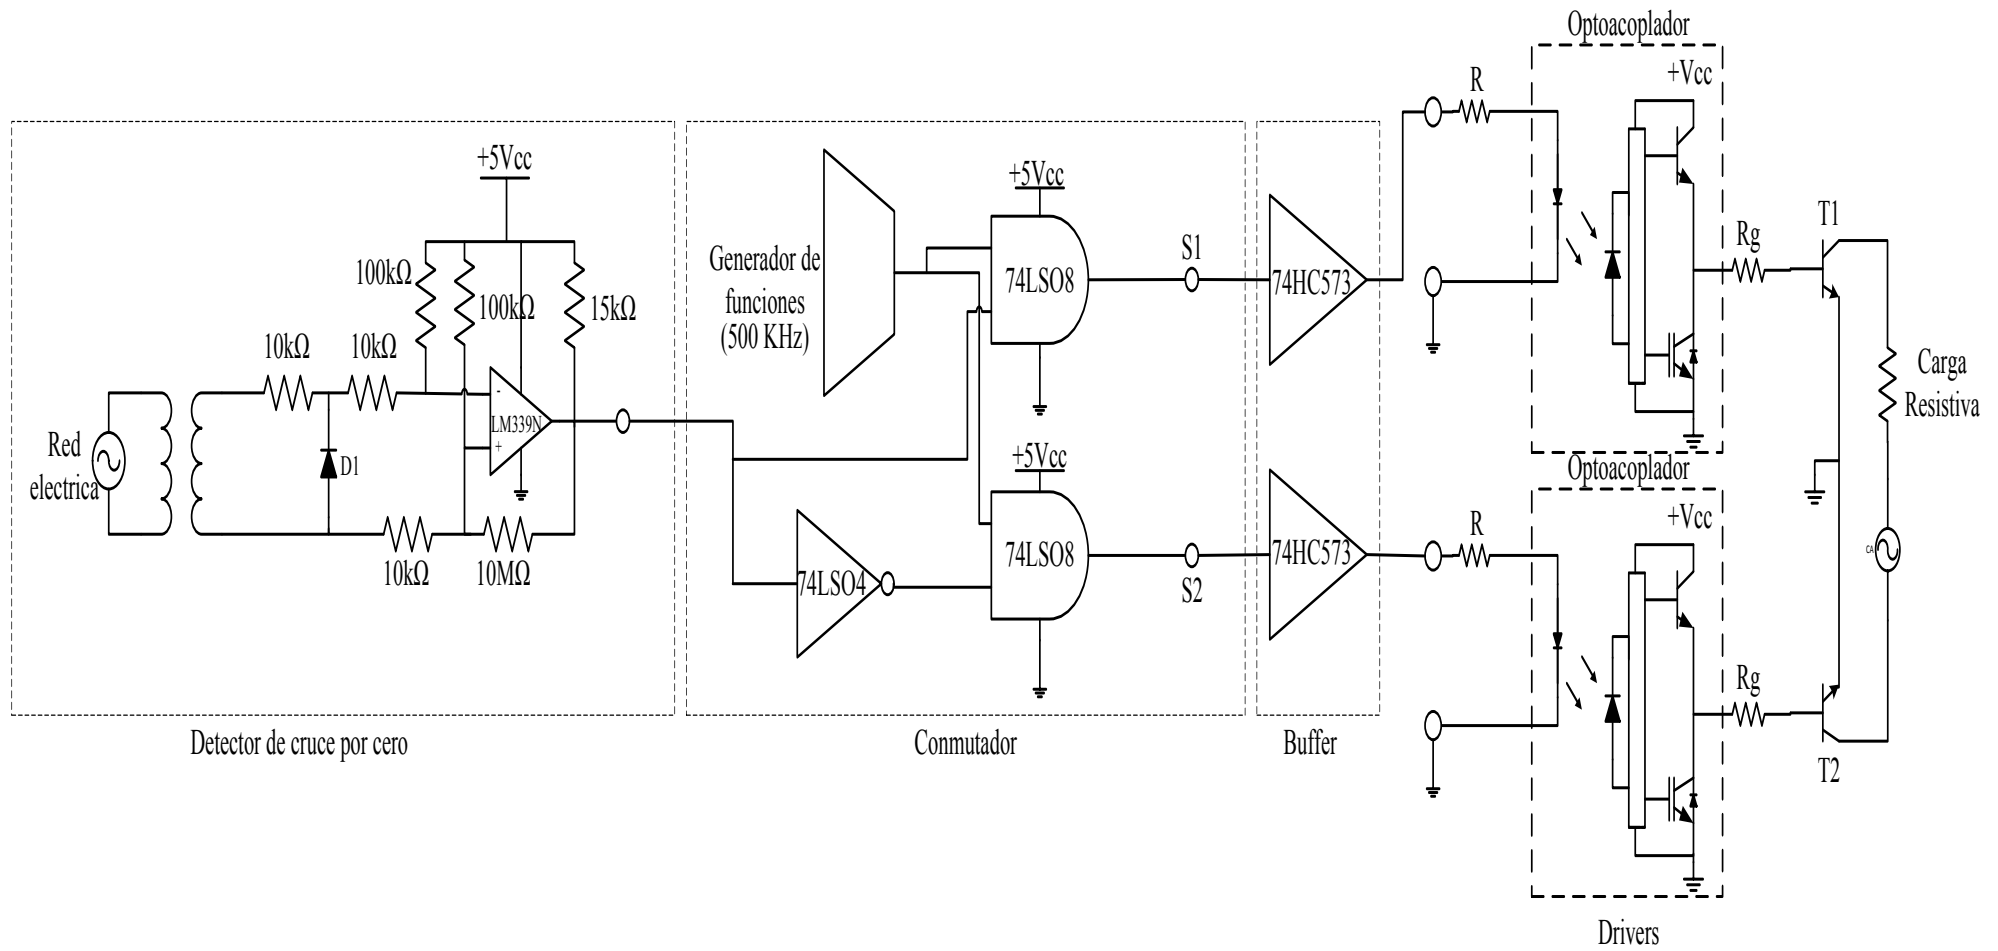 Optoacoplador
+Vcc
R
+5Vcc
100kΩ
100kΩ
15kΩ
10kΩ
10kΩ
-
LM339N
+
Red
electrica
D1
10kΩ
10MΩ
Detector de cruce por cero
Generador de
funciones
(500 KHz)
+5Vcc
74LSO8
S1
+5Vcc
74LSO8
S2
74LSO4
Conmutador
74HC573
74HC573
Buffer
Rg
T1
Carga
Resistiva
CA
Optoacoplador
+Vcc
R
Rg
T2
Drivers